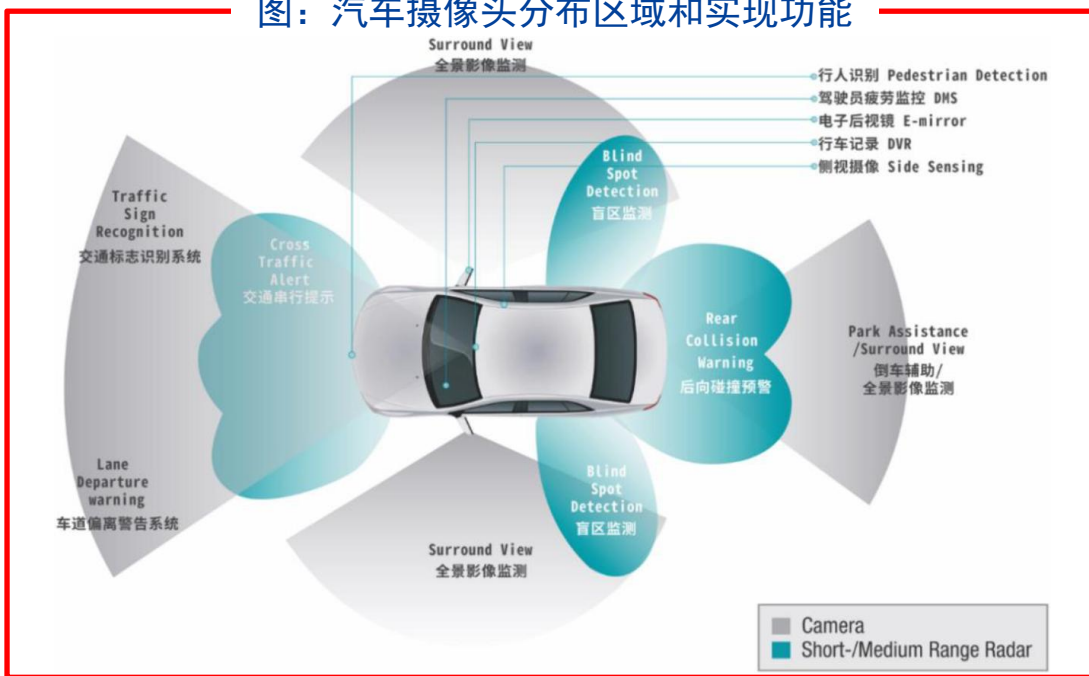 图：汽车摄像头分布区域和实现功能
Surround View
全景影像监测
行人识别 Pedestrian Detection
驾驶员疲劳监控 DMS
电子后视镜 E-mirror
行车记录 DVR
侧视摄像 Side Sensing
Blind
Spot
Detection
盲区监测
Traffic
Sign
Recognition
交通标志识别系统
Cross
Traffic
Alert
交通串行提示
Rear
Collision
Warning
后向碰撞预警
Park Assistance
/Surround View
倒车辅助/
全景影像监测
Lane
Departure
warning
车道偏离警告系统
Blind
Spot
Detection
盲区监测
Surround View
全景影像监测
Camera
Short-/Medium Range Radar